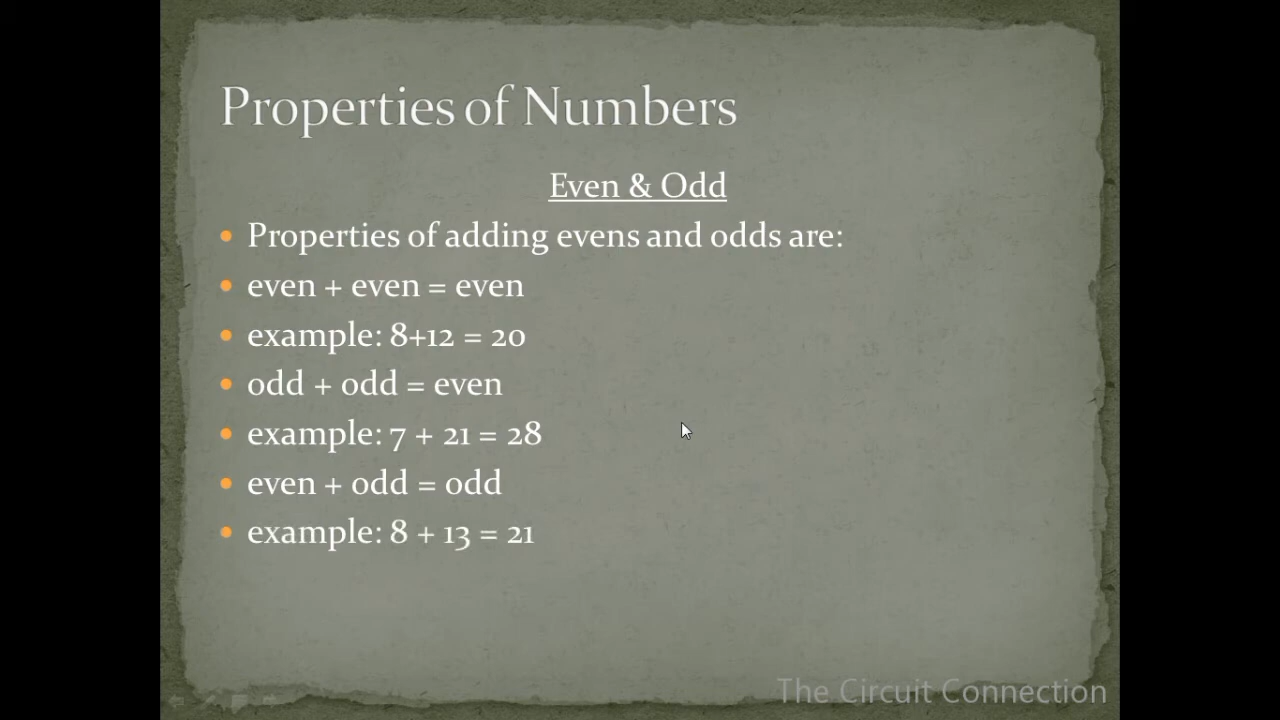 Properties of Numbers
Even & Odd
Properties of adding evens and odds are:
even + even = even
example: 8+12 = 20
odd + odd = even
example: 7 + 21 = 28
even + odd = odd
example: 8 + 13 = 21
The Circuit Connection